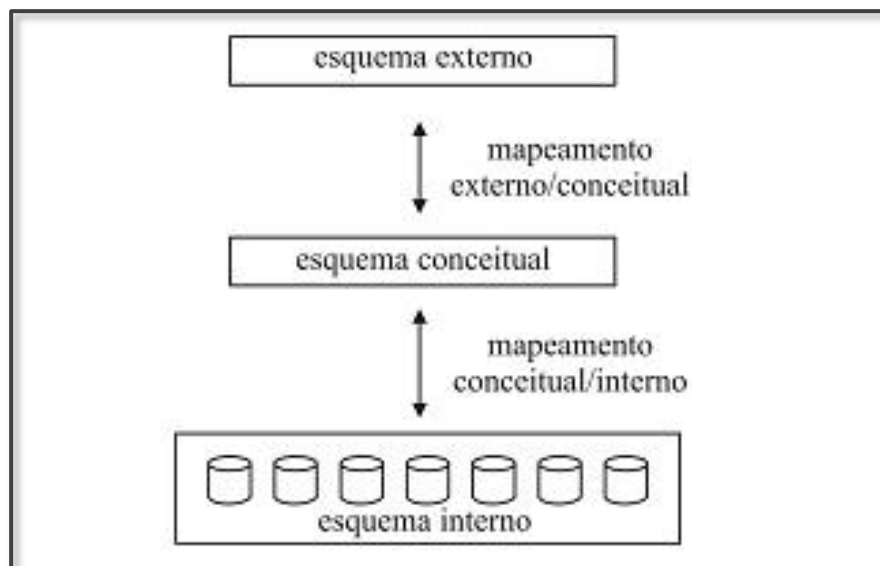 esquema externo
mapeamento
externo/conceitual
esquema conceitual
mapeamento
conceitual/interno
esquema interno